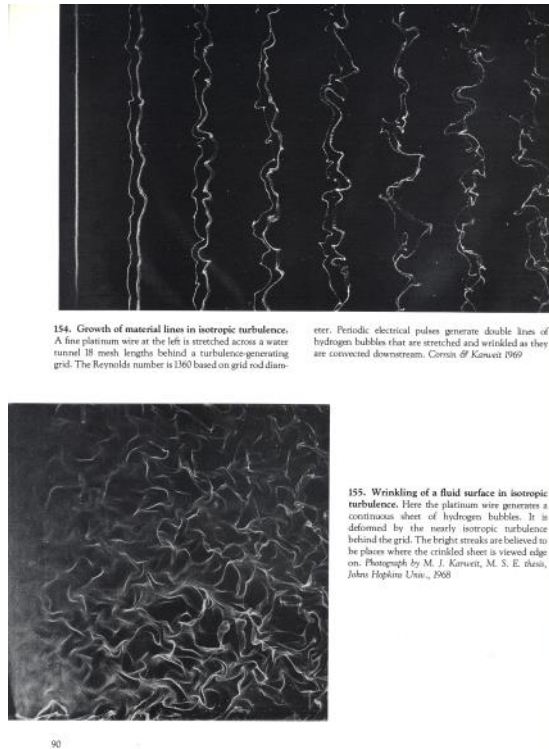 154. Growth of material lines in isotropic turbulence.
A fine platinum wire at the left is stretched across a water
tunnel 18 mesh lengths behind a turbulence-generating
grid. The Reynolds number is 1360 based on grid rod diam-
eter. Periodic electrical pulses generate double lines of
hydrogen bubbles that are stretched and wrinkled as they
are convected downstream. Corrsin & Karweit 1969
155. Wrinkling of a fluid surface in isotropic
turbulence. Here the platinum wire generates a
continuous sheet of hydrogen bubbles. It is
deformed by the nearly isotropic turbulence
behind the grid. The bright streaks are believed to
be places where the crinkled sheet is viewed edge
on. Photograph by M. J. Karweit, M. S. E. thesis,
Johns Hopkins Univ., 1968
90